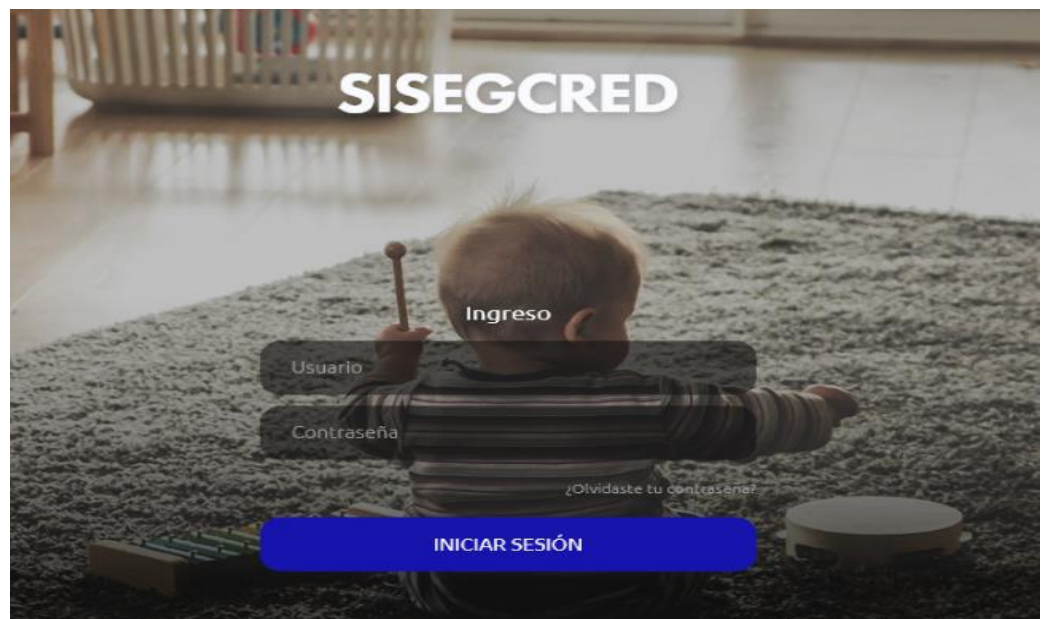 SISEGCRED
Ingreso
Usuario
Contraseña
¿Olvidaste tu contraseña?
INICIAR SESIÓN